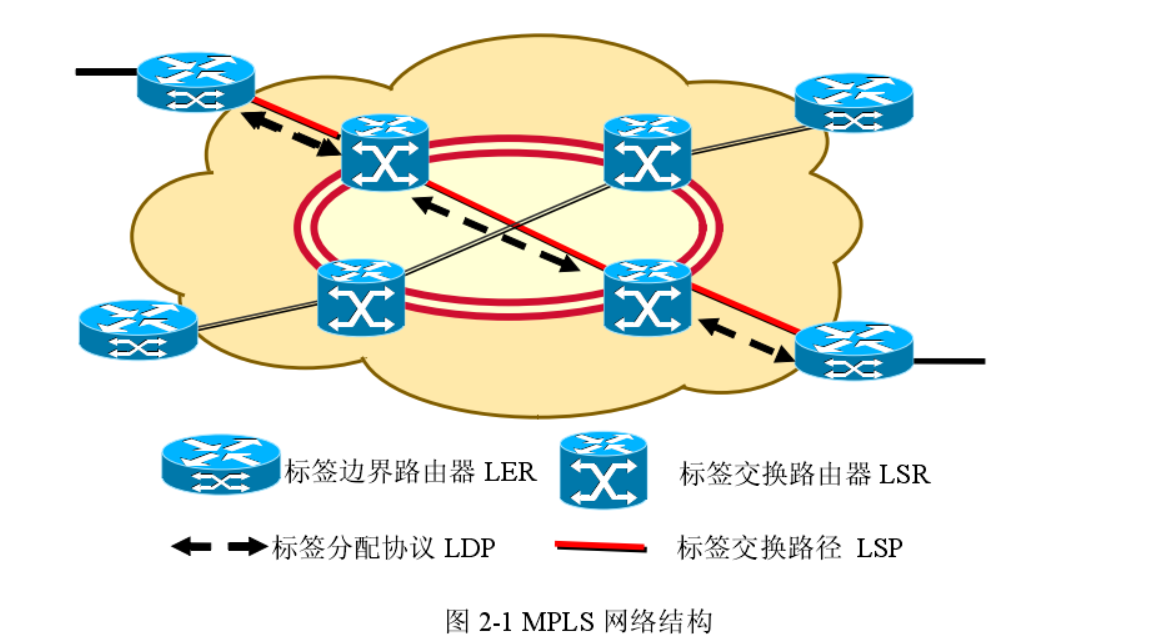 标签边界路由器 LER
标签交换路由器 LSR
标签分配协议 LDP
标签交换路径 LSP
图 2-1 MPLS 网络结构